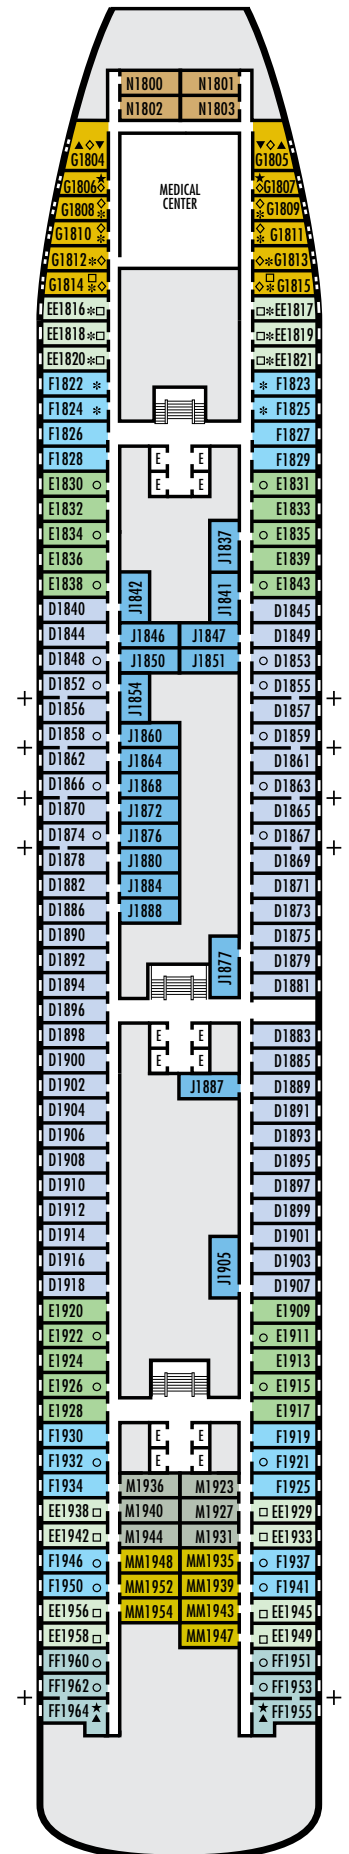 N1800 N1801
N1802 N1803
G1804 MEDICAL CENTER G1805
G1806 G1807
G1808 G1809
G1810 G1811
G1812 G1813
G1814 G1815
EE1816 EE1817
EE1818 EE1819
EE1820 EE1821
F1822 F1823
F1824 F1825
F1826 F1827
F1828 E E F1829
E1830 E E E1831
E1832 E1833
E1834 J1837 E1835
E1836 E1839
E1838 J1842 J1841 E1843
D1840 D1845
D1844 J1846 J1847 D1849
D1848 J1850 J1851 D1853
D1852 J1854 D1855
D1856 D1857
D1858 J1860 D1859
D1862 J1864 D1861
D1866 J1868 D1863
D1870 J1872 D1865
D1874 J1876 D1867
D1878 J1880 D1869
D1882 J1884 D1871
D1886 J1888 D1873
D1890 D1875
D1892 J1877 D1879
D1894 D1881
D1896
D1898 E E D1883
D1900 E E D1885
D1902 J1887 D1889
D1904 D1891
D1906 D1893
D1908 D1895
D1910 D1897
D1912 D1899
D1914 D1901
D1916 J1905 D1903
D1918 D1907
E1920 E1909
E1922 E1911
E1924 E1913
E1926 E1915
E1928 E1917
F1930 E E F1919
F1932 E E F1921
F1934 M1936 M1923 F1925
EE1938 M1940 M1927 EE1929
EE1942 M1944 M1931 EE1933
F1946 MM1948 MM1935 F1937
F1950 MM1952 MM1939 F1941
EE1956 MM1954 MM1943 EE1945
EE1958 MM1947 EE1949
FF1960 FF1951
FF1962 FF1953
FF1964 FF1955